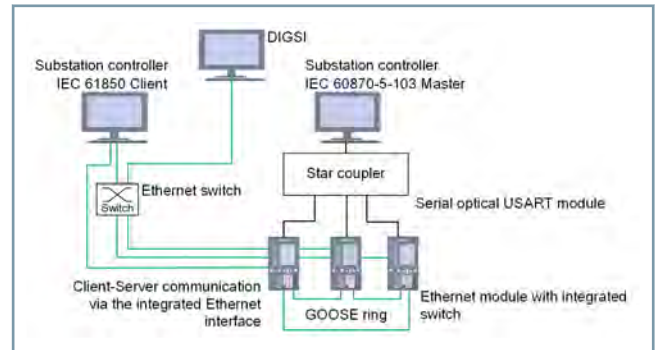 DIGSI
Substation controller
IEC 61850 Client
Substation controller
IEC 60870-5-103 Master
Star coupler
Ethernet switch
Switch
Serial optical USART module
Client-Server communication
via the integrated Ethernet
interface
GOOSE ring
Ethernet module with integrated
switch